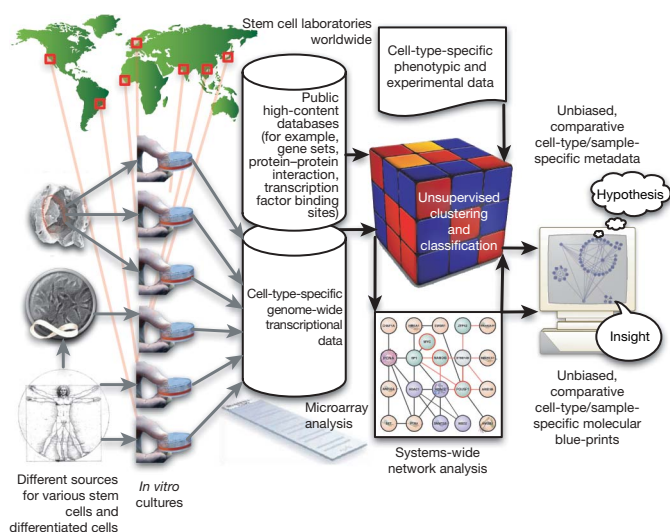 Stem cell laboratories
worldwide
Cell-type-specific
phenotypic and
experimental data
Public
high-content
databases
(for example,
gene sets,
protein–protein
interaction,
transcription
factor binding
sites)
Unbiased,
comparative
cell-type/sample-
specific metadata
Hypothesis
Unsupervised
clustering
and
classification
Cell-type-specific
genome-wide
transcriptional
data
Insight
Microarray
analysis
Unbiased,
comparative
cell-type/sample-
specific molecular
blue-prints
Systems-wide
network analysis
Different sources
for various stem
cells and
differentiated cells
In vitro
cultures